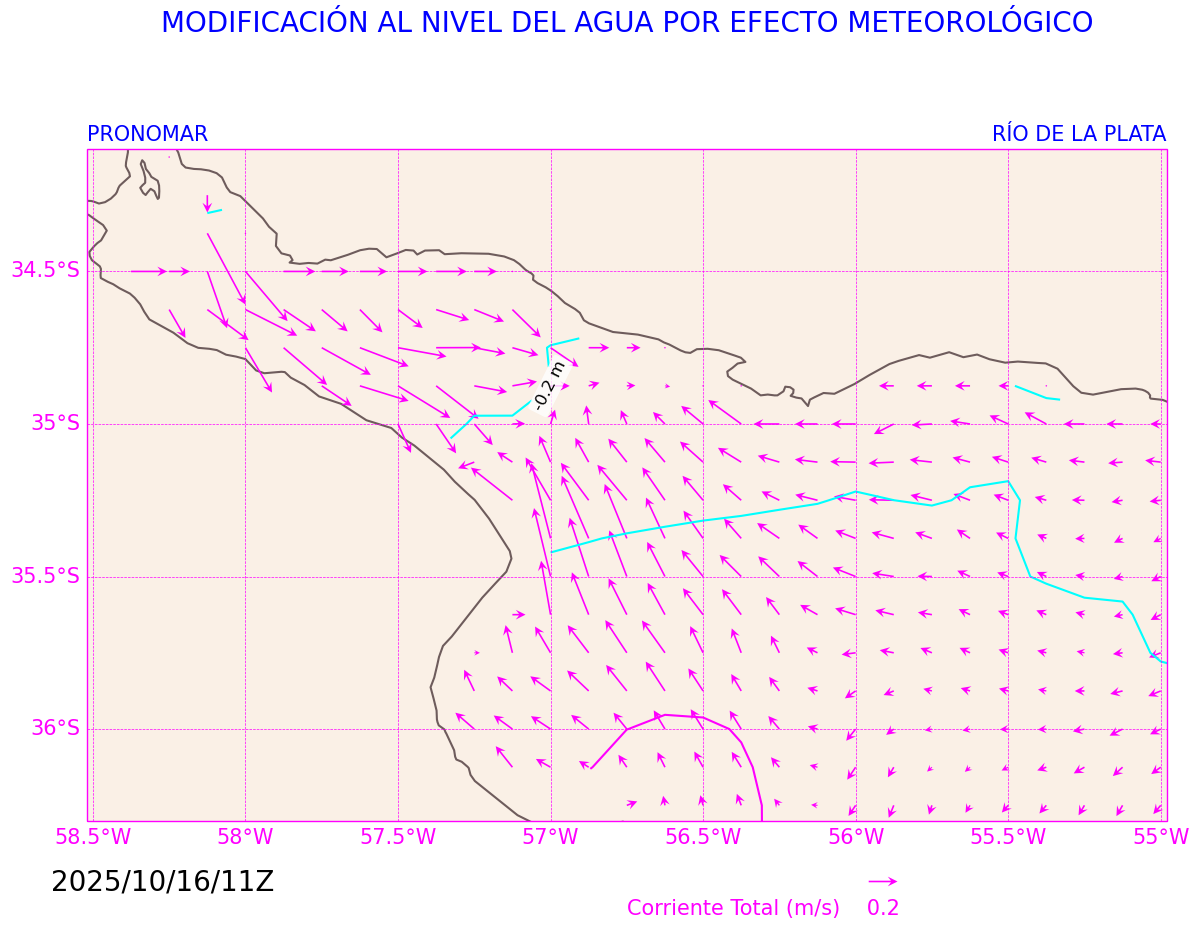 MODIFICACIÓN AL NIVEL DEL AGUA POR EFECTO METEOROLÓGICO
PRONOMAR
RÍO DE LA PLATA
34.5°S
35°S
35.5°S
36°S
-0.2 m
58.5°W
58°W
57.5°W
57°W
56.5°W
56°W
55.5°W
55°W
2025/10/16/11Z
Corriente Total (m/s)
0.2